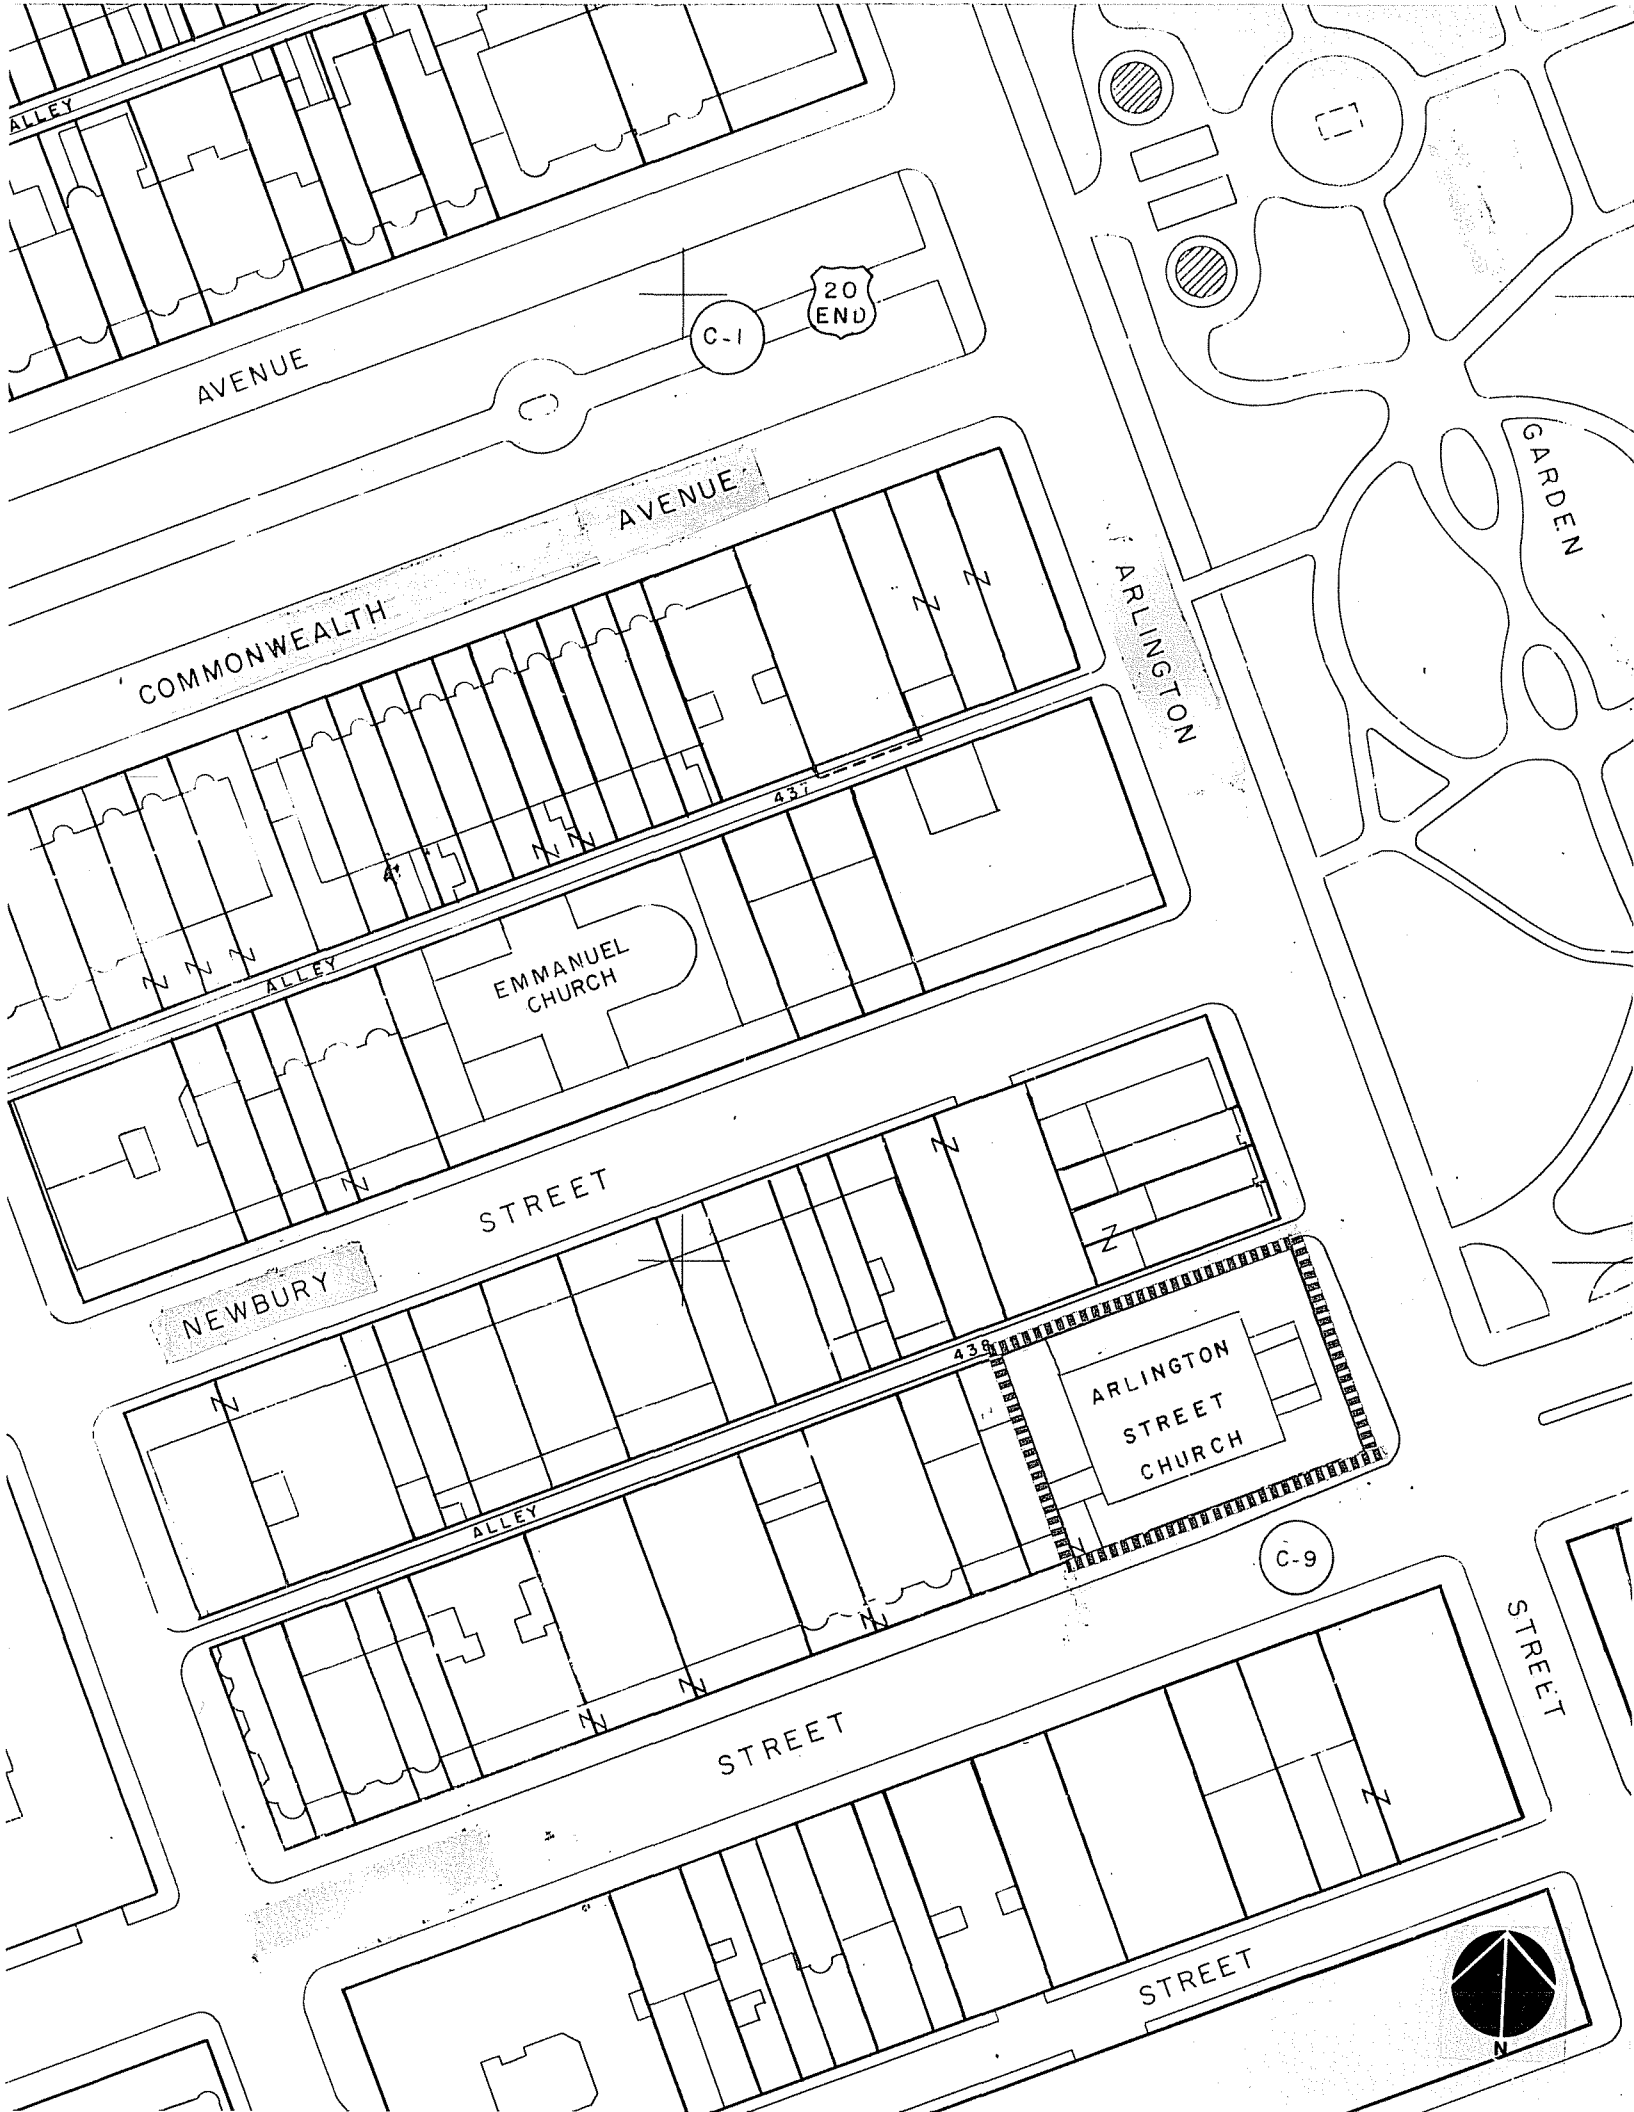 ALLEY
20
END
C-1
AVENUE
GARDEN
AVENUE
COMMONWEALTH
ARLINGTON
437
EMMANUEL
CHURCH
ALLEY
STREET
NEWBURY
438
ARLINGTON
STREET
CHURCH
ALLEY
C-9
STREET
STREET
STREET
N